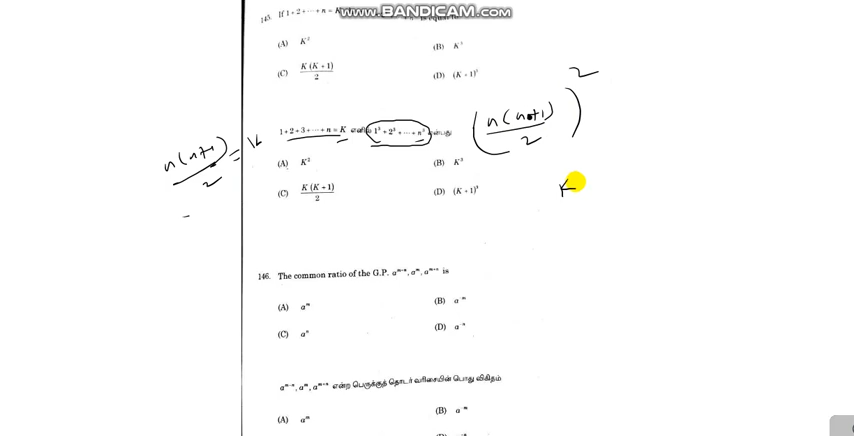 WWW.BANDICAM.COM
145. If 1+2+⋯+n=K
(A) K²
(B) K³
(C) K(K+1)/2
(D) (K+1)³
1+2+3+⋯+n=K எனில் 1³+2³+⋯+n³ என்பது
(n(n+1)/2)²
n(n+1)/2 = K
(A) K²
(B) K³
(C) K(K+1)/2
(D) (K+1)³
K
146. The common ratio of the G.P. aᵐ⁻ⁿ, aᵐ, aᵐ⁺ⁿ is
(A) aᵐ
(B) a⁻ᵐ
(C) aⁿ
(D) a⁻ⁿ
aᵐ⁻ⁿ, aᵐ, aᵐ⁺ⁿ என்ற பெருக்குத் தொடர் வரிசையின் பொது விகிதம்
(A) aᵐ
(B) a⁻ᵐ